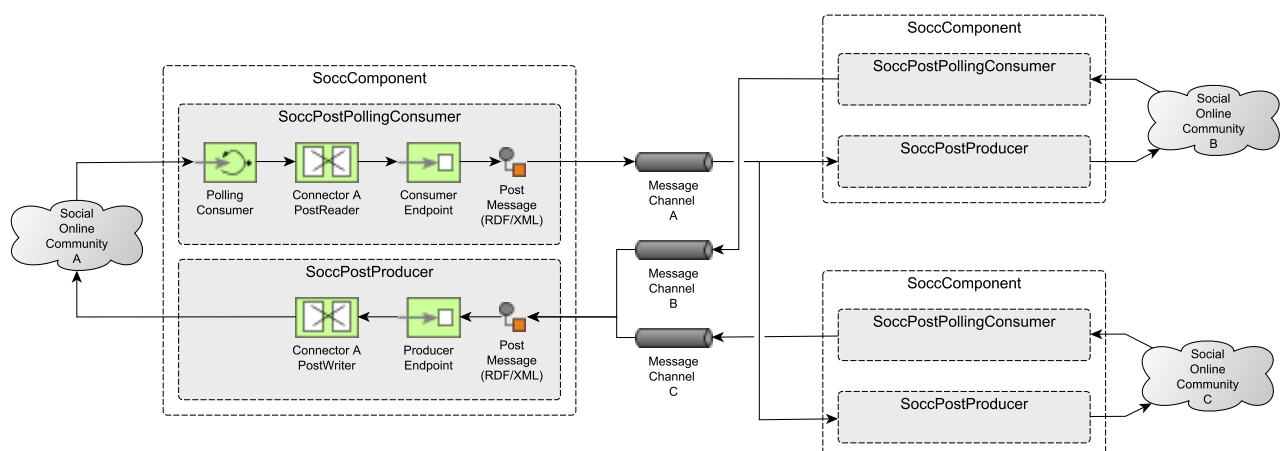 SoccComponent
SoccPostPollingConsumer
Polling
Consumer
Connector A
PostReader
Consumer
Endpoint
Post
Message
(RDF/XML)
Social
Online
Community
A
SoccPostProducer
Connector A
PostWriter
Producer
Endpoint
Post
Message
(RDF/XML)
Message
Channel
A
Message
Channel
B
Message
Channel
C
SoccComponent
SoccPostPollingConsumer
SoccPostProducer
Social
Online
Community
B
SoccComponent
SoccPostPollingConsumer
SoccPostProducer
Social
Online
Community
C